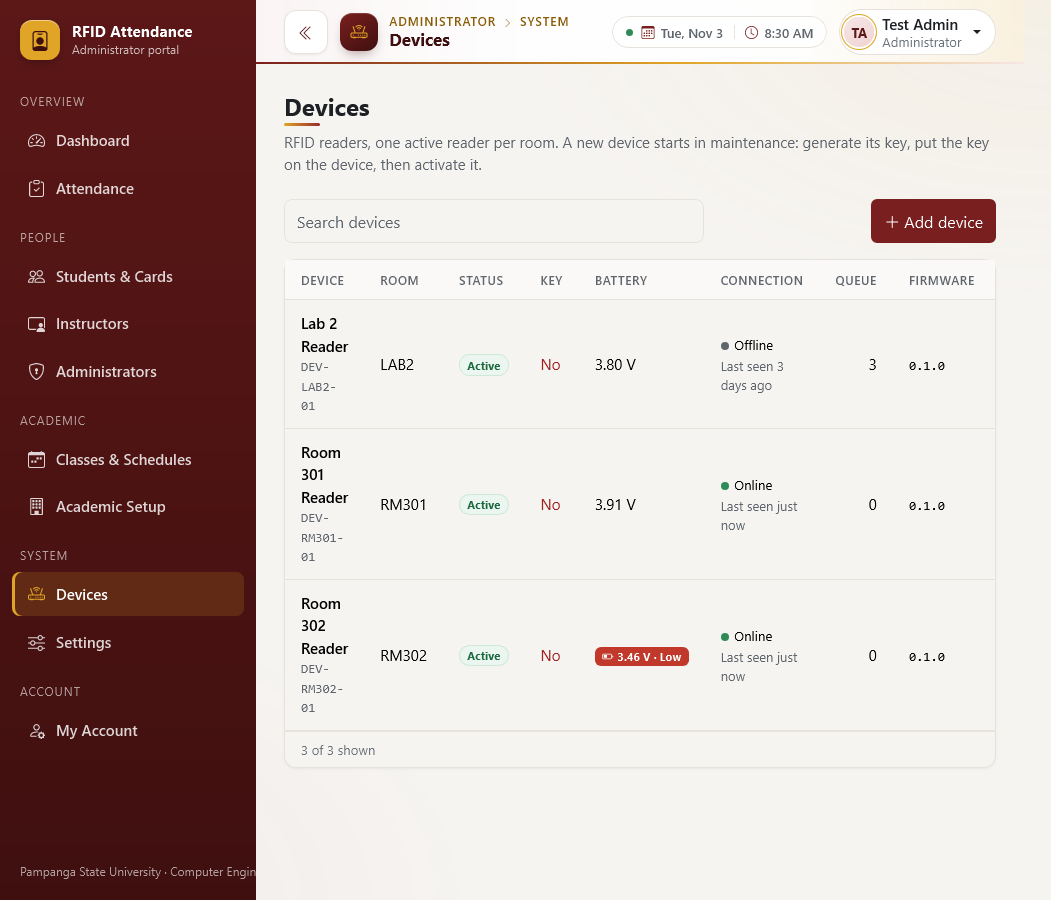 RFID Attendance
Administrator portal
OVERVIEW
Dashboard
Attendance
PEOPLE
Students & Cards
Instructors
Administrators
ACADEMIC
Classes & Schedules
Academic Setup
SYSTEM
Devices
Settings
ACCOUNT
My Account
Pampanga State University · Computer Engin
ADMINISTRATOR > SYSTEM
Devices
Tue, Nov 3
8:30 AM
TA
Test Admin
Administrator
Devices
RFID readers, one active reader per room. A new device starts in maintenance: generate its key, put the key
on the device, then activate it.
Search devices
+ Add device
DEVICE ROOM STATUS KEY BATTERY CONNECTION QUEUE FIRMWARE
Lab 2
Reader
DEV-
LAB2-
01
LAB2
Active
No
3.80 V
Offline
Last seen 3
days ago
3
0.1.0
Room
301
Reader
DEV-
RM301-
01
RM301
Active
No
3.91 V
Online
Last seen just
now
0
0.1.0
Room
302
Reader
DEV-
RM302-
01
RM302
Active
No
3.46 V · Low
Online
Last seen just
now
0
0.1.0
3 of 3 shown